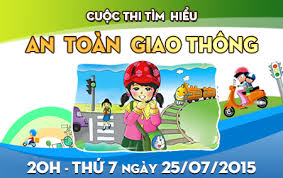 CUỘC THI TÌM HIỂU
AN TOÀN GIAO THÔNG
20H - THỨ 7 NGÀY 25/07/2015